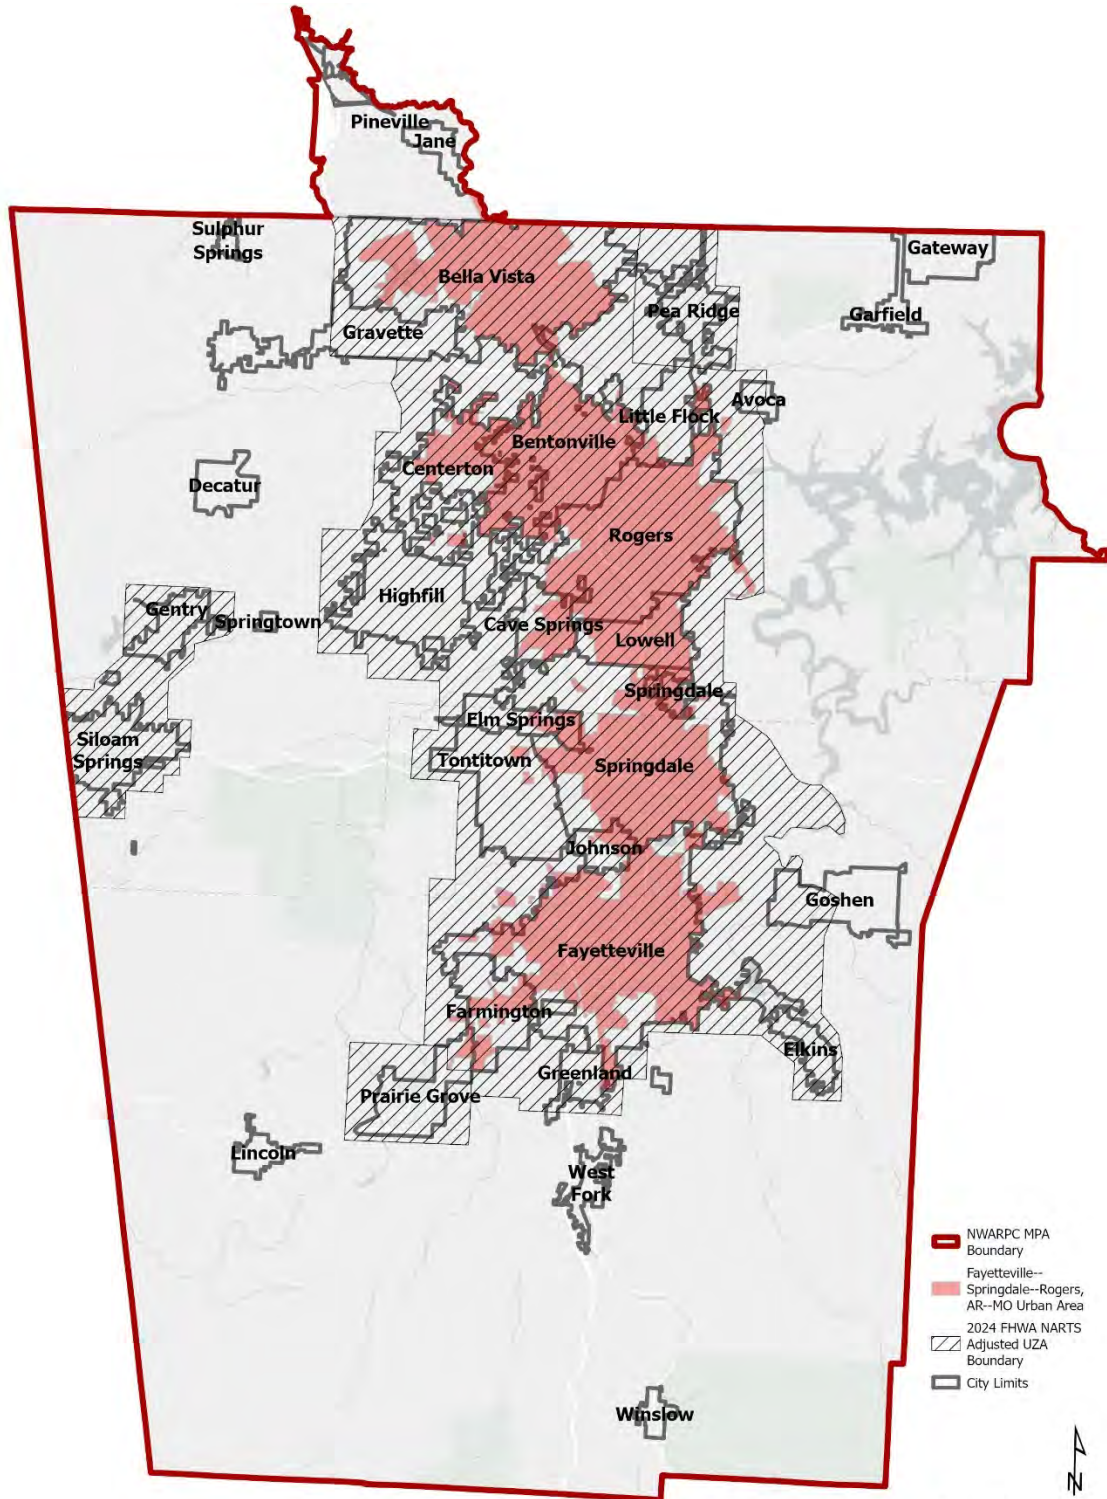 Pineville
Jane
Sulphur
Springs
Gateway
Bella Vista
Pea Ridge
Garfield
Gravette
Avoca
Little Flock
Bentonville
Centerton
Decatur
Rogers
Highfill
Gentry
Springtown
Cave Springs
Lowell
Springdale
Elm Springs
Siloam
Springs
Tontitown
Springdale
Johnson
Goshen
Fayetteville
Farmington
Elkins
Greenland
Prairie Grove
Lincoln
West
Fork
Winslow
NWARPC MPA
Boundary
Fayetteville--
Springdale--Rogers,
AR--MO Urban Area
2024 FHWA NARTS
Adjusted UZA
Boundary
City Limits
N